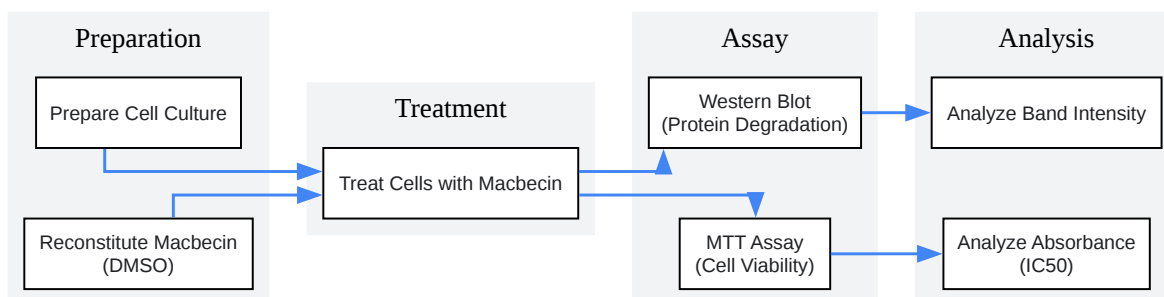 Preparation
Prepare Cell Culture
Reconstitute Macbecin
(DMSO)
Treatment
Treat Cells with Macbecin
Assay
Western Blot
(Protein Degradation)
MTT Assay
(Cell Viability)
Analysis
Analyze Band Intensity
Analyze Absorbance
(IC50)